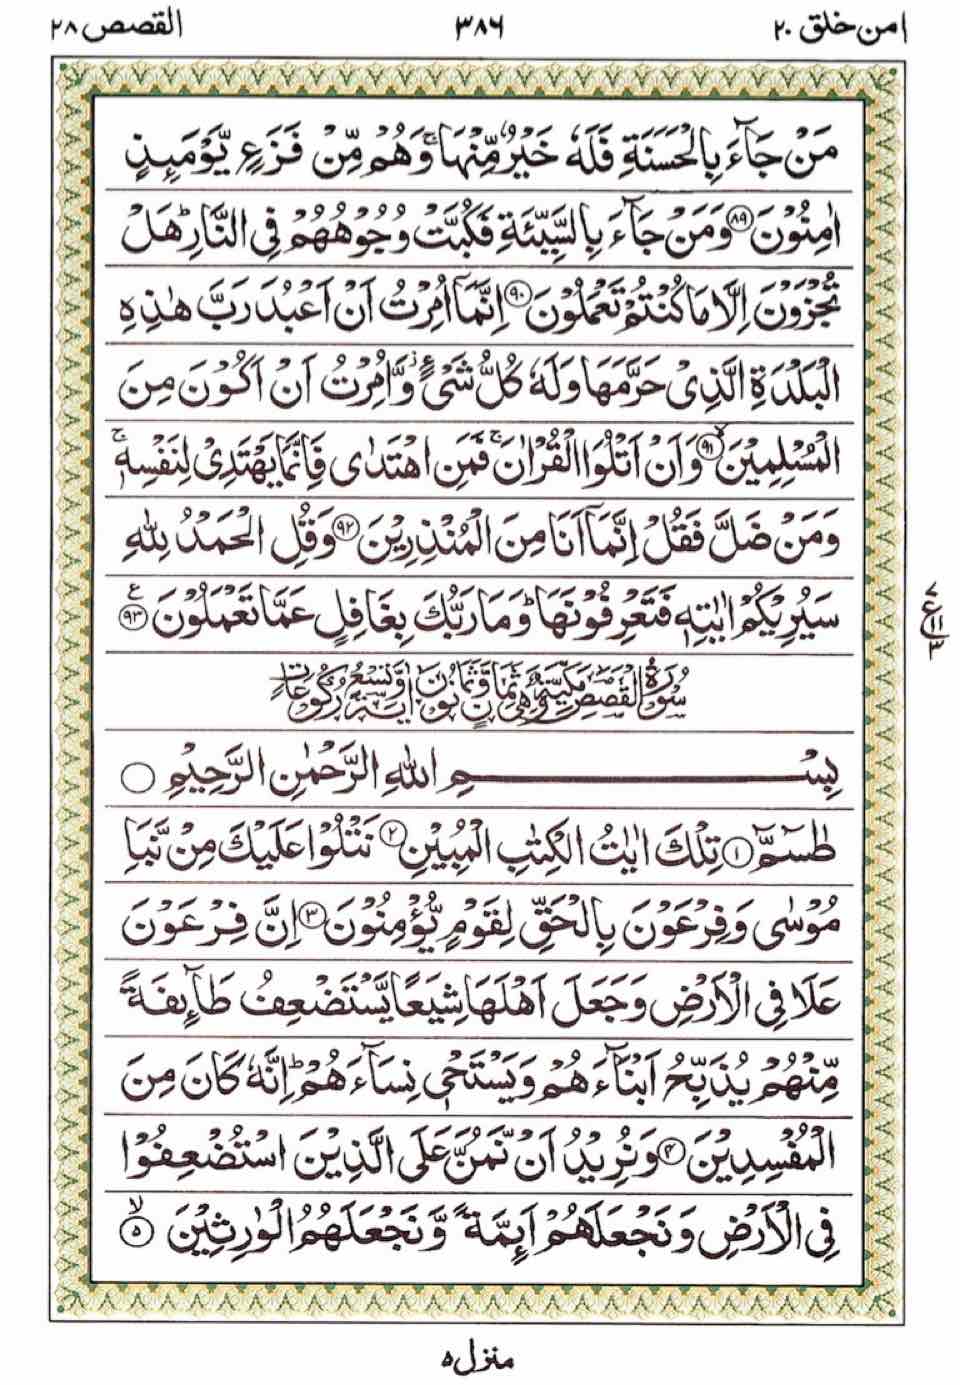 امن خلق ٢٠ ٣٨٦ القصص ٢٨
مَنْ جَآءَ بِالْحَسَنَةِ فَلَهٗ خَيْرٌ مِّنْهَا ۚ وَهُمْ مِّنْ فَزَعٍ يَّوْمَىِٕذٍ
اٰمِنُوْنَ ﴿٨٩﴾ وَمَنْ جَآءَ بِالسَّيِّئَةِ فَكُبَّتْ وُجُوْهُهُمْ فِى النَّارِ ؕ هَلْ
تُجْزَوْنَ اِلَّا مَا كُنْتُمْ تَعْمَلُوْنَ ﴿٩٠﴾ اِنَّمَاۤ اُمِرْتُ اَنْ اَعْبُدَ رَبَّ هٰذِهِ
الْبَلْدَةِ الَّذِىْ حَرَّمَهَا وَلَهٗ كُلُّ شَىْءٍ ؗ وَّاُمِرْتُ اَنْ اَكُوْنَ مِنَ
الْمُسْلِمِيْنَ ۙ﴿٩١﴾ وَاَنْ اَتْلُوَا الْقُرْاٰنَ ۚ فَمَنِ اهْتَدٰى فَاِنَّمَا يَهْتَدِىْ لِنَفْسِهٖ ۚ
وَمَنْ ضَلَّ فَقُلْ اِنَّمَاۤ اَنَا مِنَ الْمُنْذِرِيْنَ ﴿٩٢﴾ وَقُلِ الْحَمْدُ لِلّٰهِ
سَيُرِيْكُمْ اٰيٰتِهٖ فَتَعْرِفُوْنَهَا ؕ وَمَا رَبُّكَ بِغَافِلٍ عَمَّا تَعْمَلُوْنَ ﴿٩٣﴾ ع
٧ ع ١١ ٣
سُوْرَةُ الْقَصَصِ مَكِّيَّةٌ وَّهِىَ ثَمَانٌ وَّثَمَانُوْنَ اٰيَةً وَّتِسْعُ رُكُوْعَاتٍ
بِسْمِ اللّٰهِ الرَّحْمٰنِ الرَّحِيْمِ
طٰسٓمّٓ ﴿١﴾ تِلْكَ اٰيٰتُ الْكِتٰبِ الْمُبِيْنِ ﴿٢﴾ نَتْلُوْا عَلَيْكَ مِنْ نَّبَاِ
مُوْسٰى وَفِرْعَوْنَ بِالْحَقِّ لِقَوْمٍ يُّؤْمِنُوْنَ ﴿٣﴾ اِنَّ فِرْعَوْنَ
عَلَا فِى الْاَرْضِ وَجَعَلَ اَهْلَهَا شِيَعًا يَّسْتَضْعِفُ طَآىِٕفَةً
مِّنْهُمْ يُذَبِّحُ اَبْنَآءَهُمْ وَيَسْتَحْىٖ نِسَآءَهُمْ ؕ اِنَّهٗ كَانَ مِنَ
الْمُفْسِدِيْنَ ﴿٤﴾ وَنُرِيْدُ اَنْ نَّمُنَّ عَلَى الَّذِيْنَ اسْتُضْعِفُوْا
فِى الْاَرْضِ وَنَجْعَلَهُمْ اَىِٕمَّةً وَّنَجْعَلَهُمُ الْوٰرِثِيْنَ ۙ﴿٥﴾
منزل ٥